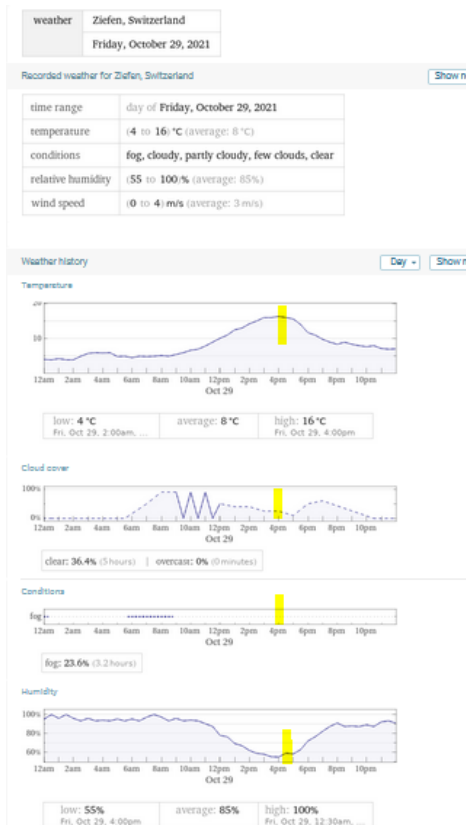 weather Ziefen, Switzerland
Friday, October 29, 2021
Recorded weather for Ziefen, Switzerland Show
time range day of Friday, October 29, 2021
temperature (4 to 16) °C (average: 8 °C)
conditions fog, cloudy, partly cloudy, few clouds, clear
relative humidity (55 to 100)% (average: 85%)
wind speed (0 to 4) m/s (average: 3 m/s)
Weather history Day Show
Temperature
20
10
12am 2am 4am 6am 8am 10am 12pm 2pm 4pm 6pm 8pm 10pm
Oct 29
low: 4 °C average: 8 °C high: 16 °C
Fri, Oct 29, 2:00am, ... Fri, Oct 29, 4:00pm
Cloud cover
100%
0%
12am 2am 4am 6am 8am 10am 12pm 2pm 4pm 6pm 8pm 10pm
Oct 29
clear: 36.4% (5 hours) | overcast: 0% (0 minutes)
Conditions
fog
12am 2am 4am 6am 8am 10am 12pm 2pm 4pm 6pm 8pm 10pm
Oct 29
fog: 23.6% (3.2 hours)
Humidity
100%
80%
60%
12am 2am 4am 6am 8am 10am 12pm 2pm 4pm 6pm 8pm 10pm
Oct 29
low: 55% average: 85% high: 100%
Fri, Oct 29, 4:00pm Fri, Oct 29, 12:30am, ...